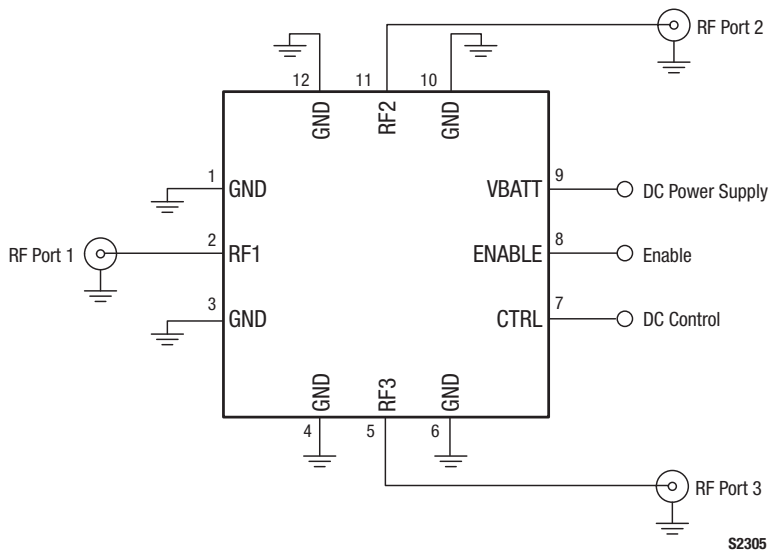 RF Port 2
12
11
10
GND
RF2
GND
1
GND
VBATT
9
DC Power Supply
RF Port 1
2
RF1
ENABLE
8
Enable
3
GND
CTRL
7
DC Control
GND
RF3
GND
4
5
6
RF Port 3
S2305